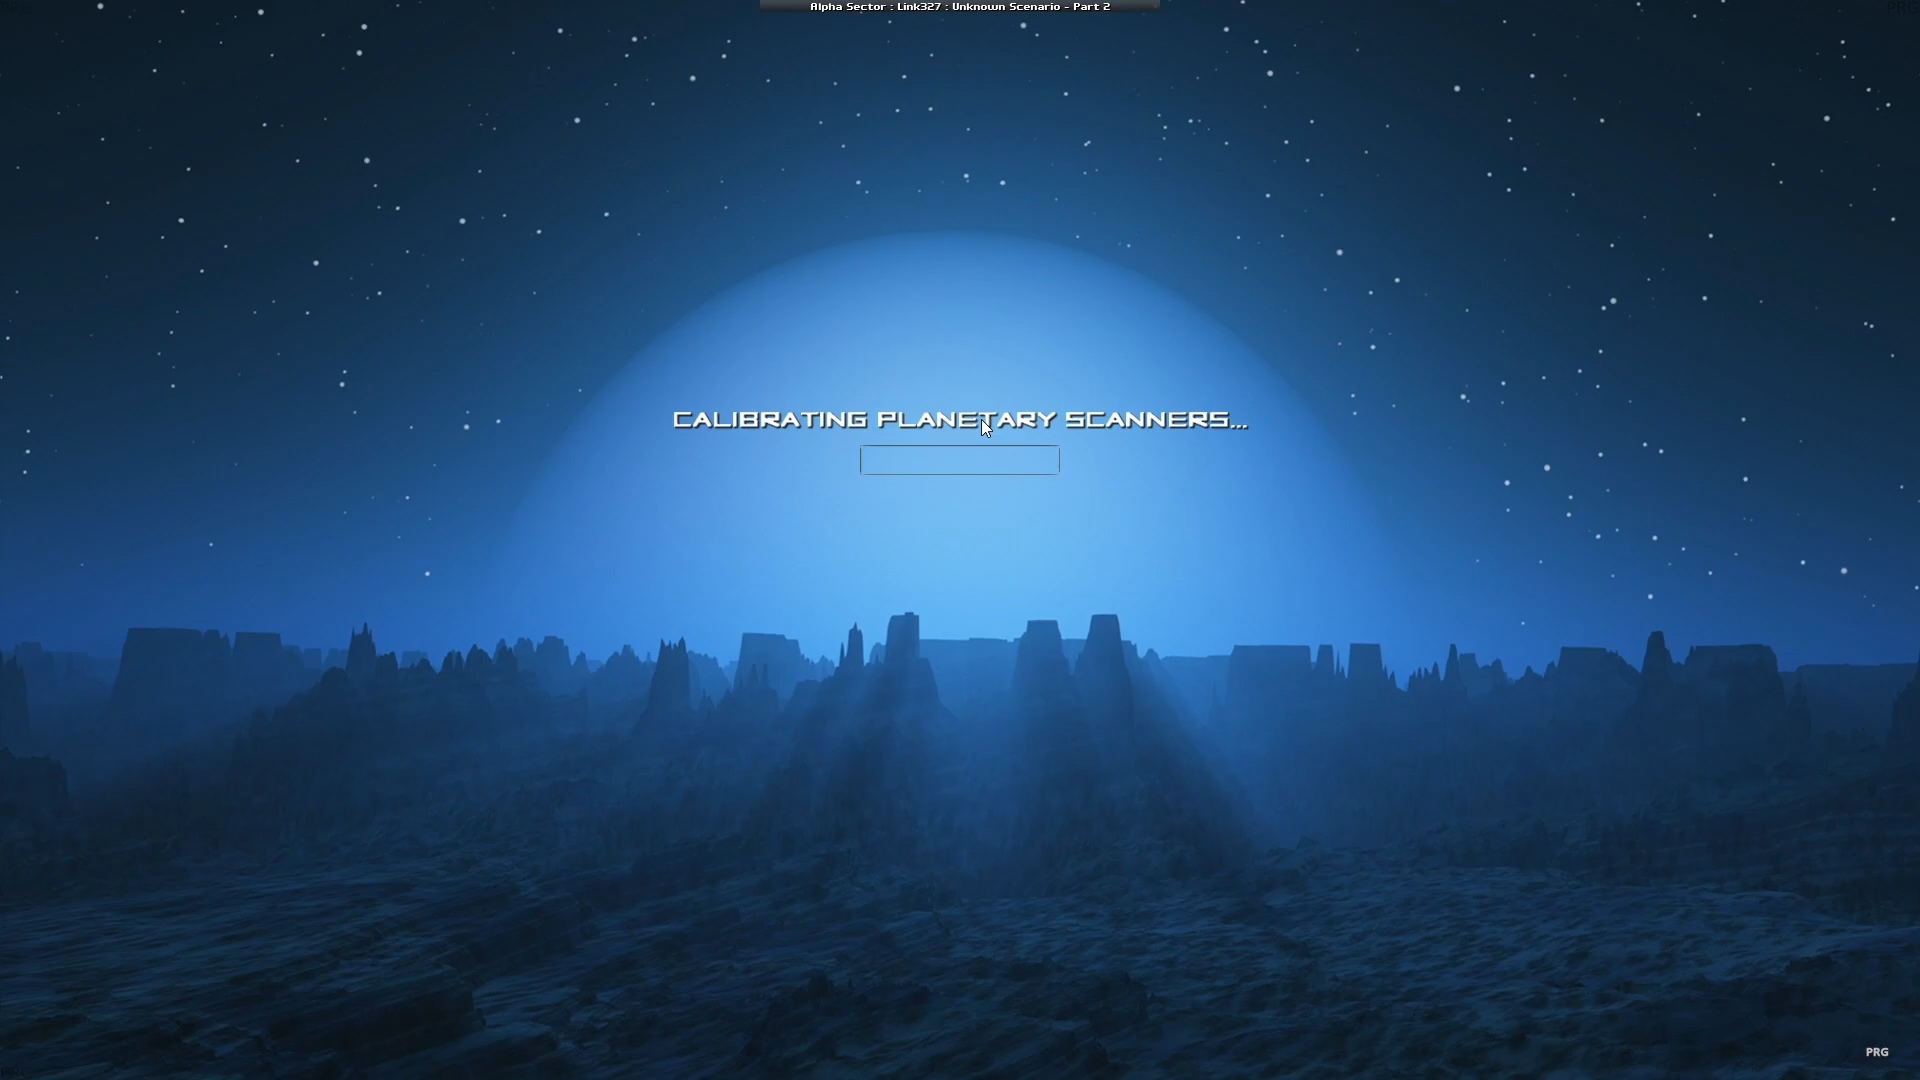 Alpha Sector : Link327 : Unknown Scenario - Part 2
CALIBRATING PLANETARY SCANNERS...
PRG